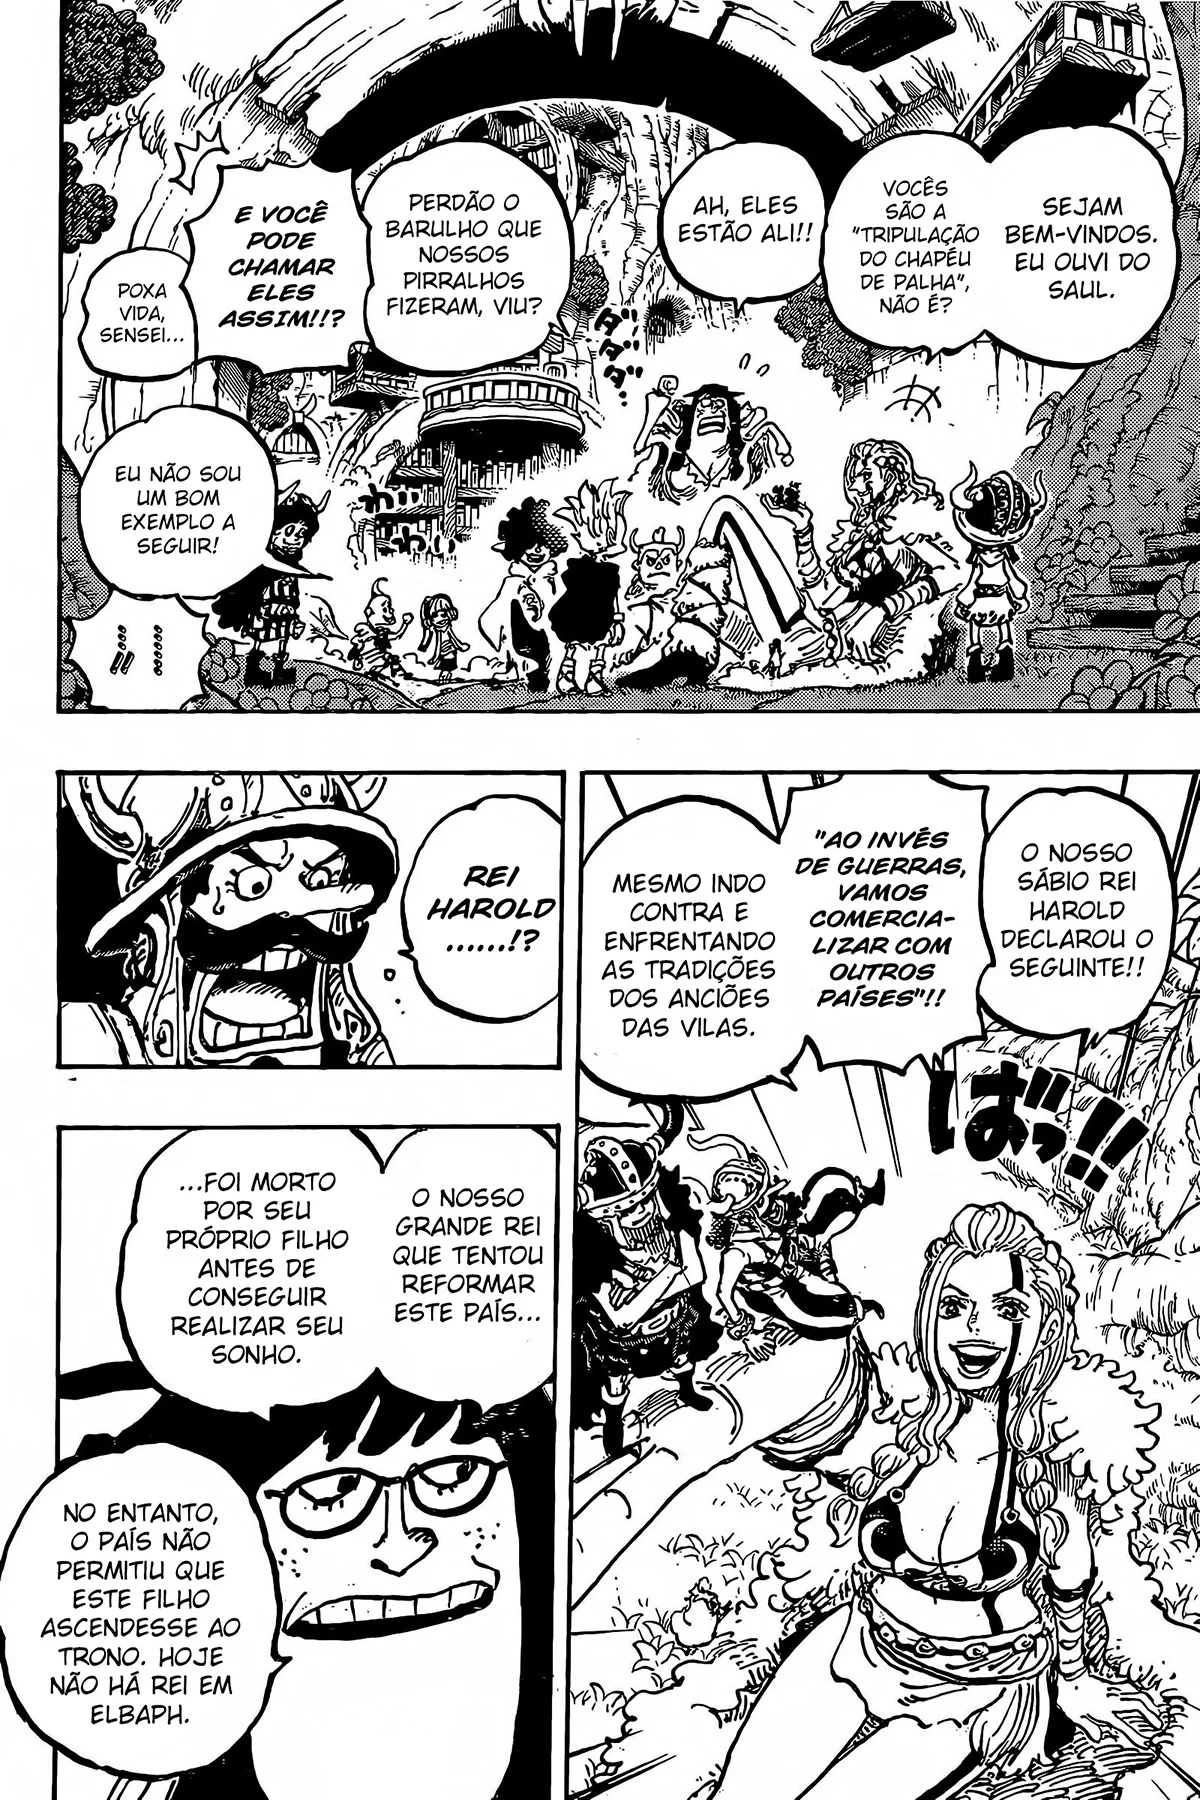 SEJAM
BEM-VINDOS.
EU OUVI DO
SAUL.
VOCÊS
SÃO A
"TRIPULAÇÃO
DO CHAPÉU
DE PALHA",
NÃO É?
AH, ELES
ESTÃO ALI!!
PERDÃO O
BARULHO QUE
NOSSOS
PIRRALHOS
FIZERAM, VIU?
E VOCÊ
PODE
CHAMAR
ELES
ASSIM!!?
POXA
VIDA,
SENSEI...
EU NÃO SOU
UM BOM
EXEMPLO A
SEGUIR!
O NOSSO
SÁBIO REI
HAROLD
DECLAROU O
SEGUINTE!!
"AO INVÉS
DE GUERRAS,
VAMOS
COMERCIA-
LIZAR COM
OUTROS
PAÍSES"!!
MESMO INDO
CONTRA E
ENFRENTANDO
AS TRADIÇÕES
DOS ANCIÕES
DAS VILAS.
ばっ!!
REI
HAROLD
......!?
O NOSSO
GRANDE REI
QUE TENTOU
REFORMAR
ESTE PAÍS...
...FOI MORTO
POR SEU
PRÓPRIO FILHO
ANTES DE
CONSEGUIR
REALIZAR SEU
SONHO.
NO ENTANTO,
O PAÍS NÃO
PERMITIU QUE
ESTE FILHO
ASCENDESSE AO
TRONO. HOJE
NÃO HÁ REI EM
ELBAPH.